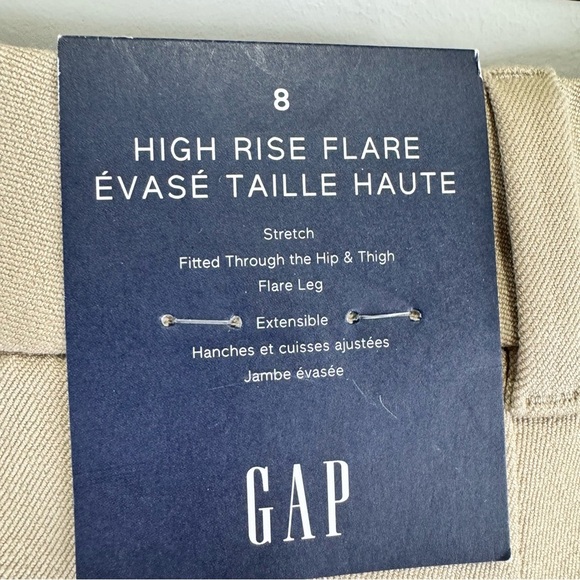 8
HIGH RISE FLARE
ÉVASÉ TAILLE HAUTE
Stretch
Fitted Through the Hip & Thigh
Flare Leg
Extensible
Hanches et cuisses ajustées
Jambe évasée
GAP